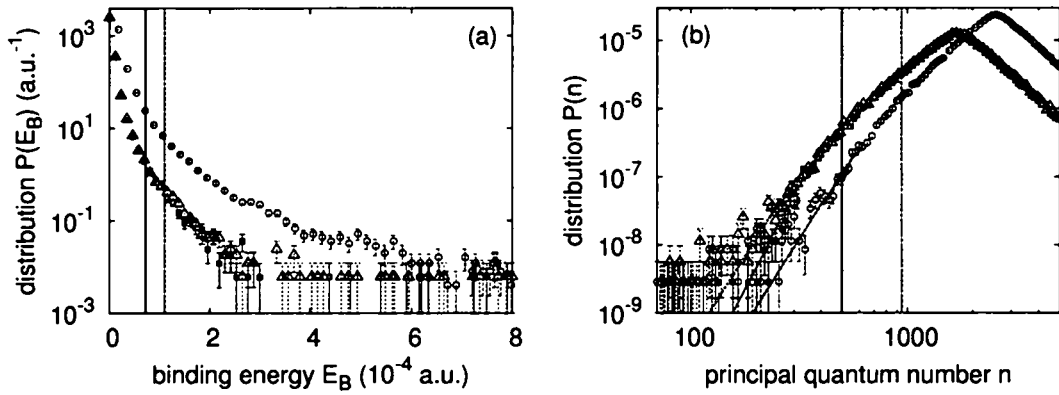 (a)
distribution P(E_B) (a.u.⁻¹)
10³
10¹
10⁻¹
10⁻³
0 2 4 6 8
binding energy E_B (10⁻⁴ a.u.)
(b)
distribution P(n)
10⁻⁵
10⁻⁶
10⁻⁷
10⁻⁸
10⁻⁹
100 1000
principal quantum number n